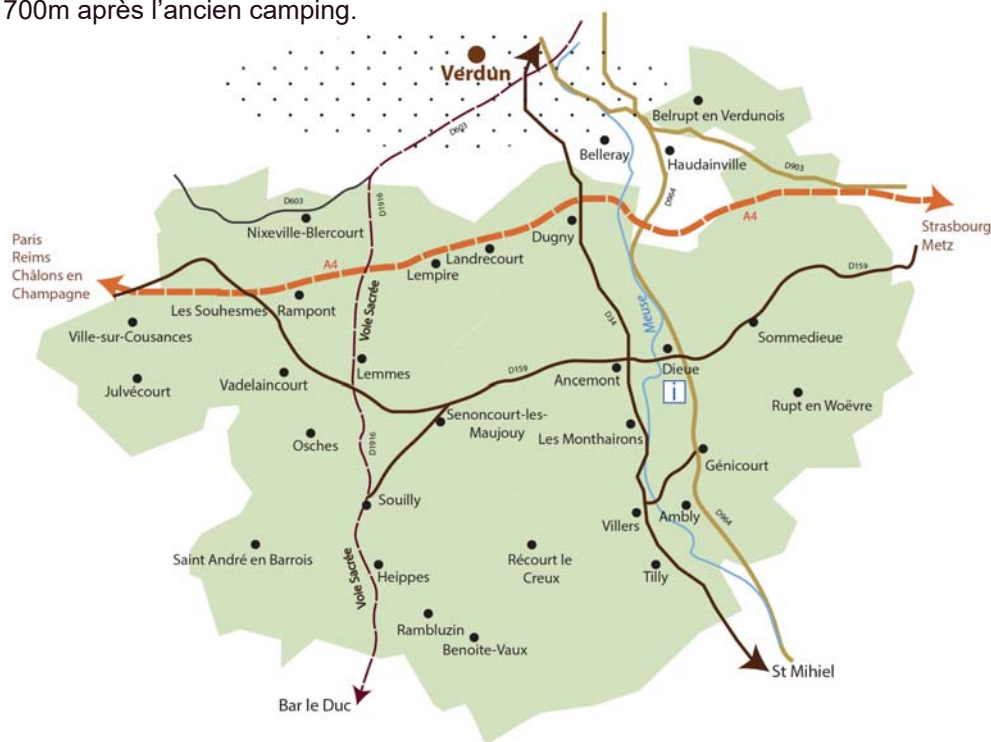 700m après l'ancien camping.
Verdun
Belrupt en Verdunois
D603
Belleray
Haudainville
D903
D964
D1916
D603
Nixeville-Blercourt
A4
Strasbourg
Metz
Dugny
Paris
Reims
Châlons en
Champagne
A4
Landrecourt
Lempire
D159
Les Souhesmes
Rampont
Voie Sacrée
D34
Meuse
Ville-sur-Cousances
Sommedieue
Lemmes
Dieue
D159
Ancemont
Julvécourt
Vadelaincourt
i
Rupt en Woëvre
Senoncourt-les-
Maujouy
Osches
D1916
Les Monthairons
Génicourt
Souilly
Villers
Ambly
D964
Saint André en Barrois
Voie Sacrée
Heippes
Récourt le
Creux
Tilly
Rambluzin
Benoite-Vaux
St Mihiel
Bar le Duc